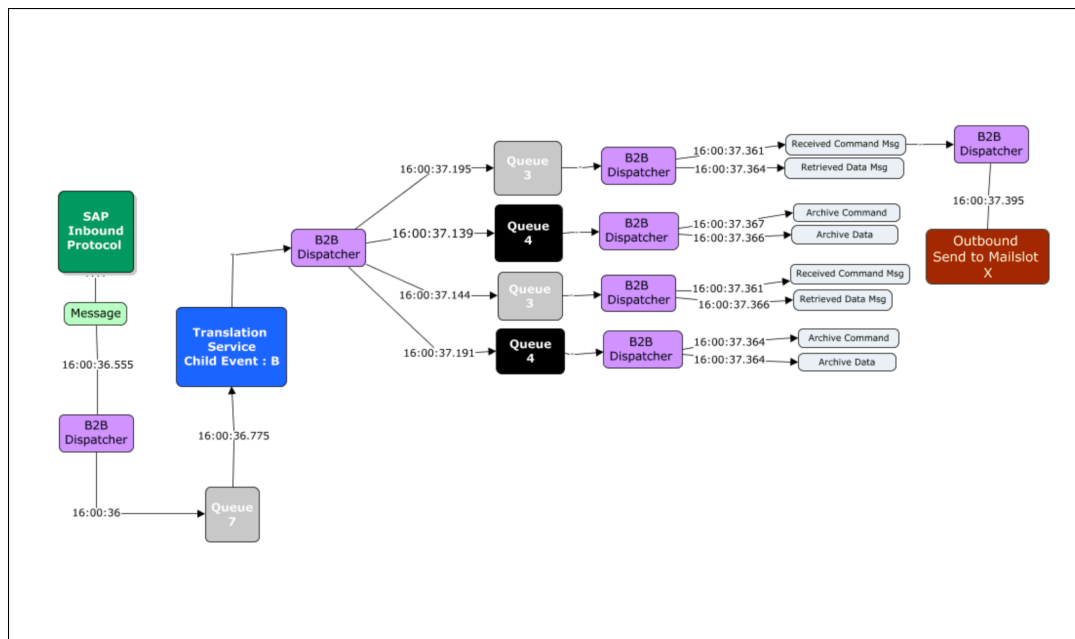 SAP
Inbound
Protocol
Message
16:00:36.555
B2B
Dispatcher
16:00:36
Queue
7
16:00:36.775
Translation
Service
Child Event : B
B2B
Dispatcher
16:00:37.195
Queue
3
B2B
Dispatcher
16:00:37.361
Received Command Msg
16:00:37.364
Retrieved Data Msg
B2B
Dispatcher
16:00:37.395
Outbound
Send to Mailslot
X
16:00:37.139
Queue
4
B2B
Dispatcher
16:00:37.367
Archive Command
16:00:37.366
Archive Data
16:00:37.144
Queue
3
B2B
Dispatcher
16:00:37.361
Received Command Msg
16:00:37.366
Retrieved Data Msg
16:00:37.191
Queue
4
B2B
Dispatcher
16:00:37.364
Archive Command
16:00:37.364
Archive Data